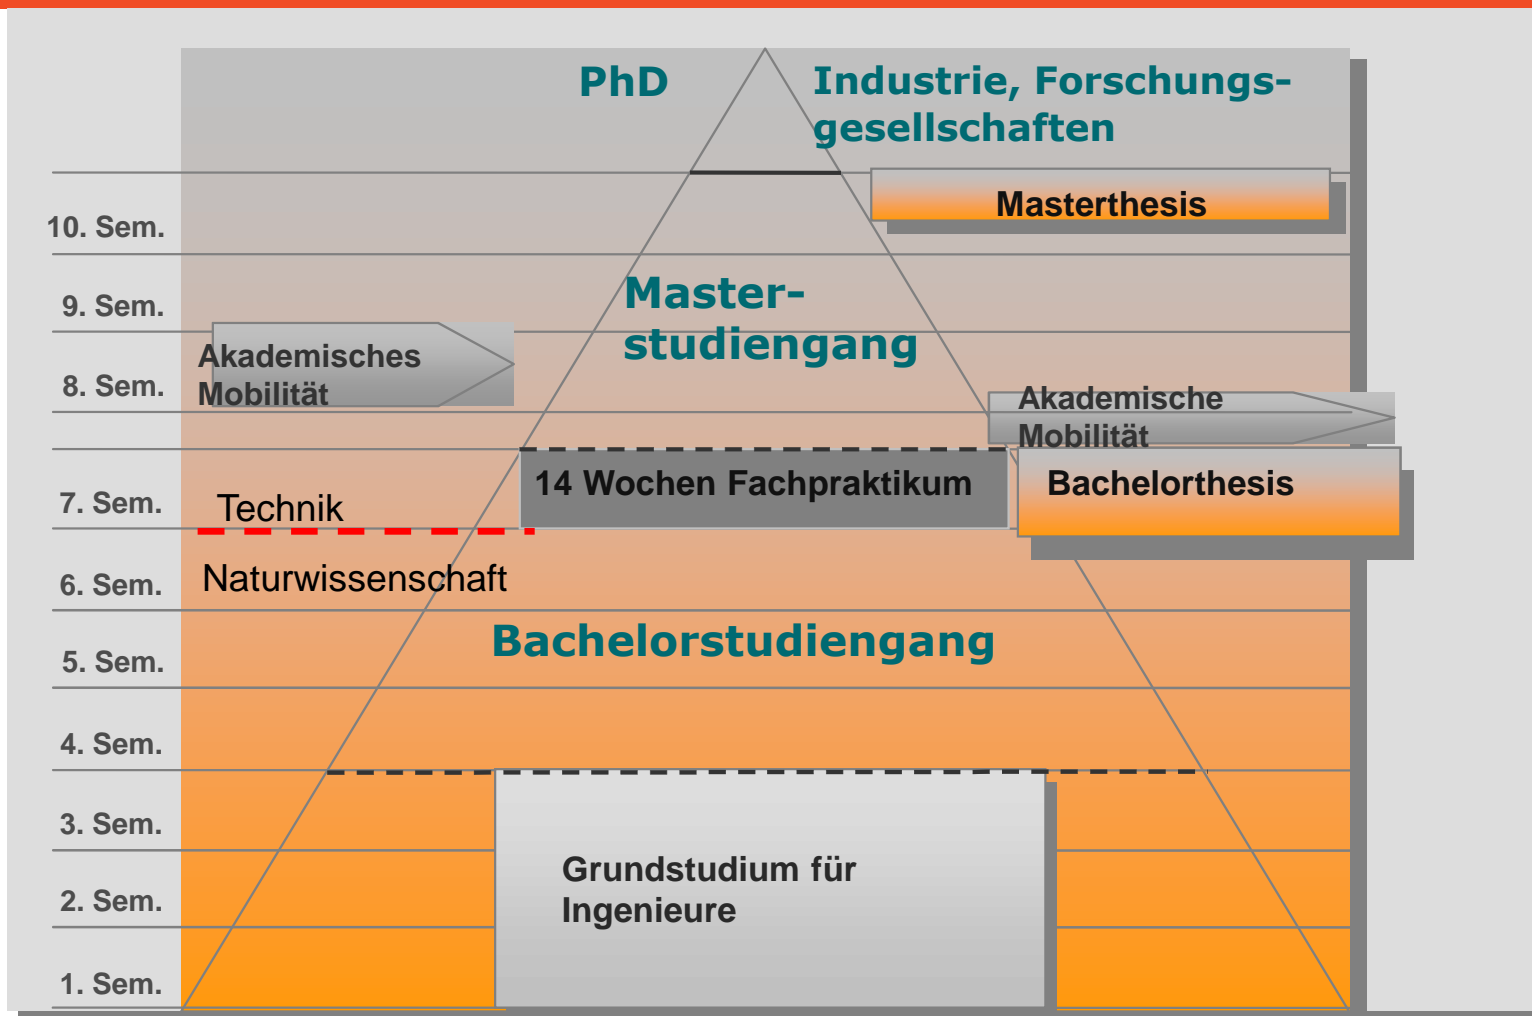 PhD
Industrie, Forschungs-
gesellschaften
Masterthesis
10. Sem.
Master-
studiengang
9. Sem.
Akademisches
Mobilität
8. Sem.
Akademische
Mobilität
14 Wochen Fachpraktikum
Bachelorthesis
7. Sem.
Technik
Naturwissenschaft
6. Sem.
Bachelorstudiengang
5. Sem.
4. Sem.
3. Sem.
Grundstudium für
Ingenieure
2. Sem.
1. Sem.